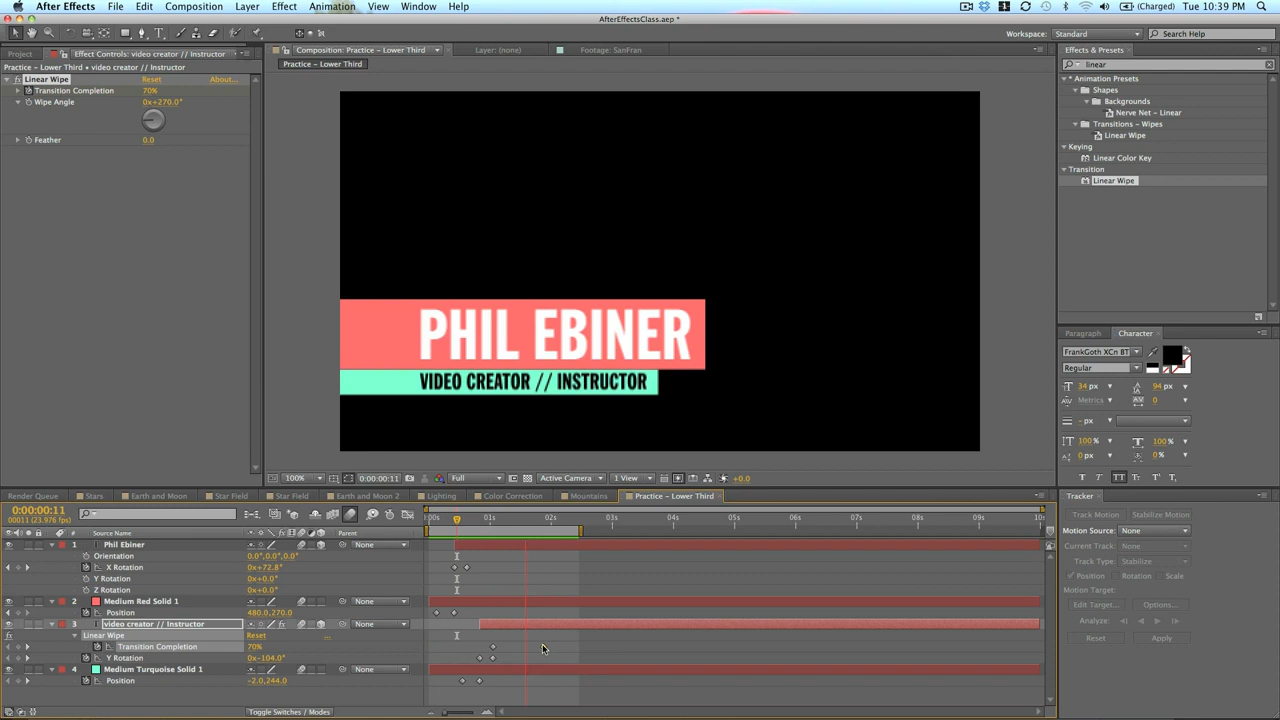 After Effects File Edit Composition Layer Effect Animation View Window Help (Charged) Tue 10:39 PM
AfterEffectsClass.aep *
Workspace: Standard Search Help
Project Effect Controls: video creator // Instructor
Composition: Practice – Lower Third Layer: (none) Footage: SanFran
Effects & Presets
Practice – Lower Third • video creator // Instructor
Practice – Lower Third
linear
Linear Wipe Reset About...
Transition Completion 70%
Wipe Angle 0x+270.0°
Feather 0.0
* Animation Presets
Shapes
Backgrounds
Nerve Net – Linear
Transitions – Wipes
Linear Wipe
Keying
Linear Color Key
Transition
Linear Wipe
PHIL EBINER
VIDEO CREATOR // INSTRUCTOR
Paragraph Character
FrankGoth XCn BT
Regular
34 px 94 px
Metrics 0
- px
100% 100%
0 px 0%
100% 0:00:00:11 Full Active Camera 1 View +0.0
Render Queue Stars Earth and Moon Star Field Star Field Earth and Moon 2 Lighting Color Correction Mountains Practice – Lower Third
0:00:00:11
00011 (23.976 fps)
:00s 01s 02s 03s 04s 05s 06s 07s 08s 09s 10s
# Source Name Parent
1 Phil Ebiner None
Orientation 0.0°,0.0°,0.0°
X Rotation 0x+72.8°
Y Rotation 0x+0.0°
Z Rotation 0x+0.0°
2 Medium Red Solid 1 None
Position 480.0,270.0
3 video creator // Instructor None
Linear Wipe Reset ...
Transition Completion 70%
Y Rotation 0x-104.0°
4 Medium Turquoise Solid 1 None
Position -2.0,244.0
Toggle Switches / Modes
Tracker
Track Motion Stabilize Motion
Motion Source: None
Current Track: None
Track Type: Stabilize
Position Rotation Scale
Motion Target:
Edit Target... Options...
Analyze:
Reset Apply